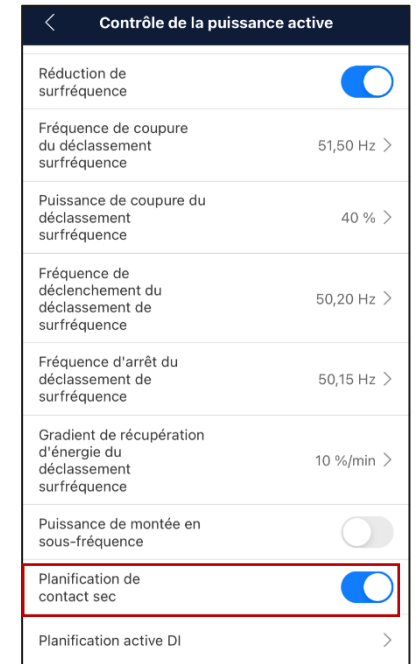 Contrôle de la puissance active
Réduction de
surfréquence
Fréquence de coupure
du déclassement
surfréquence
51,50 Hz
Puissance de coupure du
déclassement
surfréquence
40 %
Fréquence de
déclenchement du
déclassement de
surfréquence
50,20 Hz
Fréquence d'arrêt du
déclassement de
surfréquence
50,15 Hz
Gradient de récupération
d'énergie du
déclassement
surfréquence
10 %/min
Puissance de montée en
sous-fréquence
Planification de
contact sec
Planification active DI